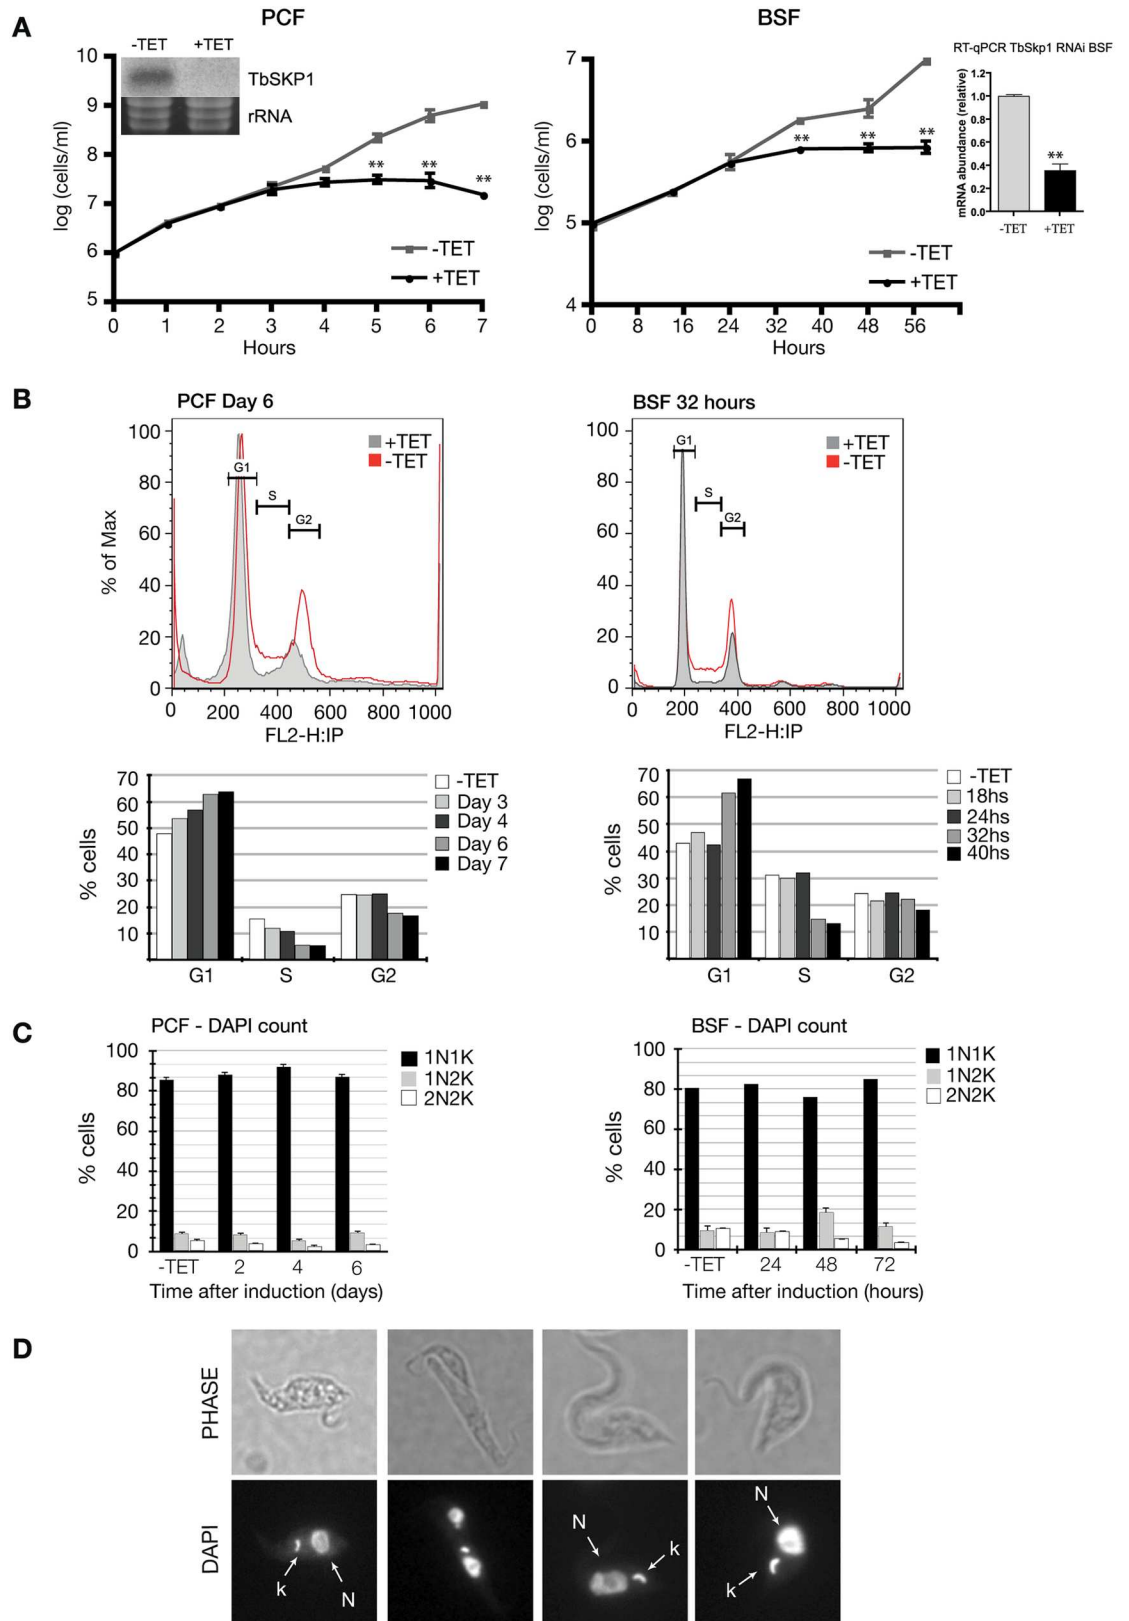 A
PCF
BSF
-TET +TET
TbSKP1
rRNA
10
9
8
7
6
5
log (cells/ml)
** ** **
-TET
+TET
0 1 2 3 4 5 6 7
Hours
7
6
5
4
log (cells/ml)
** ** **
-TET
+TET
0 8 16 24 32 40 48 56
Hours
RT-qPCR TbSkp1 RNAi BSF
mRNA abundance (relative)
1.2
1.0
0.8
0.6
0.4
0.2
0.0
**
-TET +TET
B
PCF Day 6
% of Max
100
80
60
40
20
0
G1
S
G2
+TET
-TET
0 200 400 600 800 1000
FL2-H:IP
BSF 32 hours
100
80
60
40
20
0
G1
S
G2
+TET
-TET
0 200 400 600 800 1000
FL2-H:IP
% cells
70
60
50
40
30
20
10
-TET
Day 3
Day 4
Day 6
Day 7
G1 S G2
% cells
70
60
50
40
30
20
10
-TET
18hs
24hs
32hs
40hs
G1 S G2
C
PCF - DAPI count
% cells
100
80
60
40
20
0
1N1K
1N2K
2N2K
-TET 2 4 6
Time after induction (days)
BSF - DAPI count
% cells
100
80
60
40
20
0
1N1K
1N2K
2N2K
-TET 24 48 72
Time after induction (hours)
D
PHASE
DAPI
k N
N k
N
k